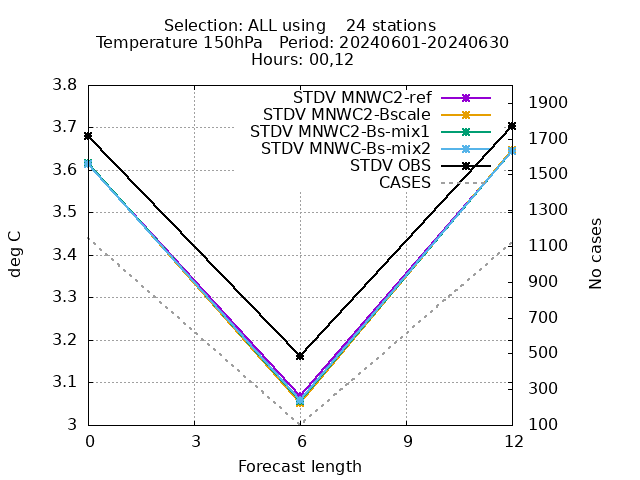 Selection: ALL using    24 stations
Temperature 150hPa   Period: 20240601-20240630
Hours: 00,12
STDV MNWC2-ref
STDV MNWC2-Bscale
STDV MNWC2-Bs-mix1
STDV MNWC-Bs-mix2
STDV OBS
CASES
3.8
3.7
3.6
3.5
3.4
3.3
3.2
3.1
3
deg C
1900
1700
1500
1300
1100
900
700
500
300
100
No cases
0 3 6 9 12
Forecast length